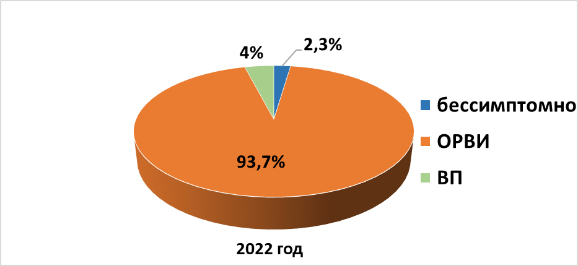 2,3%
4%
93,7%
бессимптомно
ОРВИ
ВП
2022 год